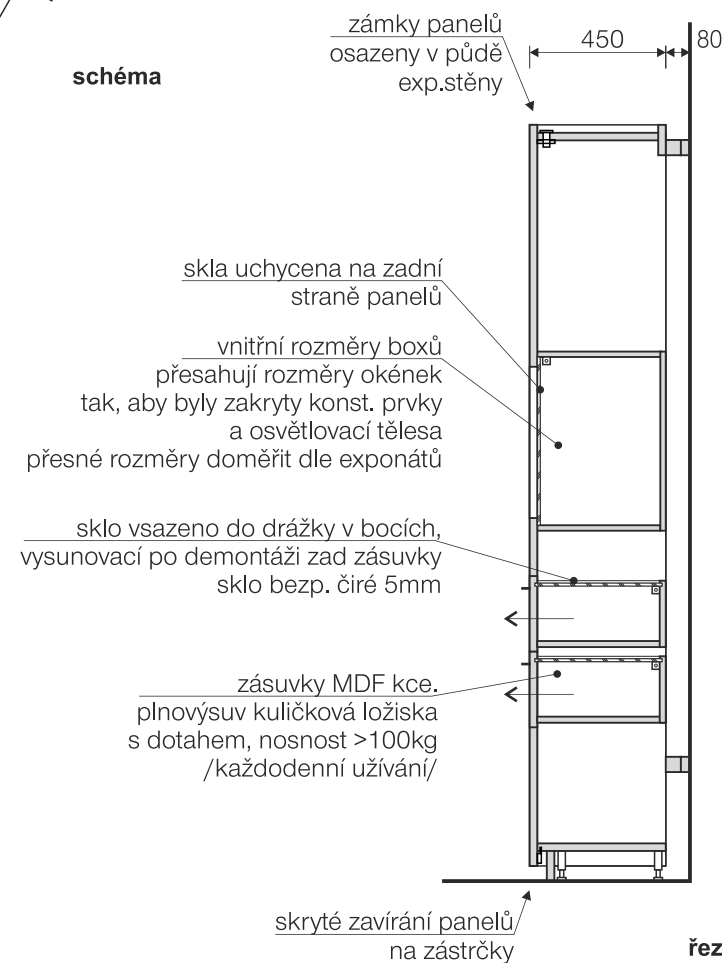 zámky panelů
osazeny v půdě
exp.stěny
450
80
schéma
skla uchycena na zadní
straně panelů
vnitřní rozměry boxů
přesahují rozměry okének
tak, aby byly zakryty konst. prvky
a osvětlovací tělesa
přesné rozměry doměřit dle exponátů
sklo vsazeno do drážky v bocích,
vysunovací po demontáži zad zásuvky
sklo bezp. čiré 5mm
zásuvky MDF kce.
plnovýsuv kuličková ložiska
s dotahem, nosnost >100kg
/každodenní užívání/
skryté zavírání panelů
na zástrčky
řez